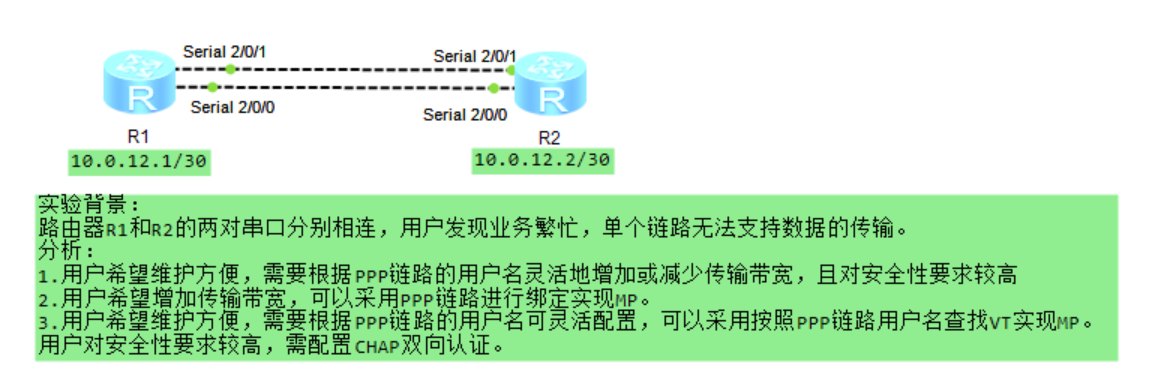 Serial 2/0/1
Serial 2/0/1
Serial 2/0/0
Serial 2/0/0
R
R
R1
R2
10.0.12.1/30
10.0.12.2/30
实验背景：
路由器R1和R2的两对串口分别相连，用户发现业务繁忙，单个链路无法支持数据的传输。
分析：
1.用户希望维护方便，需要根据PPP链路的用户名灵活地增加或减少传输带宽，且对安全性要求较高
2.用户希望增加传输带宽，可以采用PPP链路进行绑定实现MP。
3.用户希望维护方便，需要根据PPP链路的用户名可灵活配置，可以采用按照PPP链路用户名查找VT实现MP。
用户对安全性要求较高，需配置CHAP双向认证。